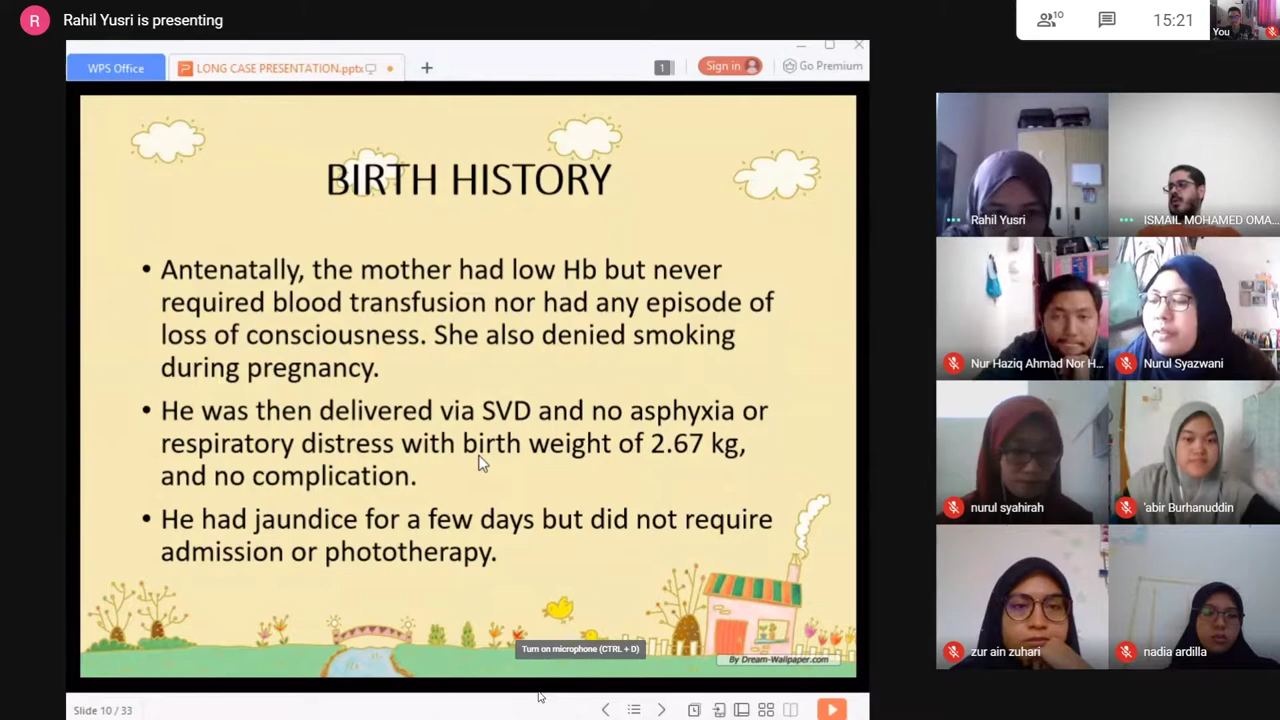 R
Rahil Yusri is presenting
10
15:21
You
WPS Office
LONG CASE PRESENTATION.pptx
1
Sign in
Go Premium
BIRTH HISTORY
• Antenatally, the mother had low Hb but never
required blood transfusion nor had any episode of
loss of consciousness. She also denied smoking
during pregnancy.
• He was then delivered via SVD and no asphyxia or
respiratory distress with birth weight of 2.67 kg,
and no complication.
• He had jaundice for a few days but did not require
admission or phototherapy.
Turn on microphone (CTRL + D)
By Dream-Wallpaper.com
Slide 10 / 33
Rahil Yusri
ISMAIL MOHAMED OMA...
Nur Haziq Ahmad Nor H...
Nurul Syazwani
nurul syahirah
'abir Burhanuddin
zur ain zuhari
nadia ardilla